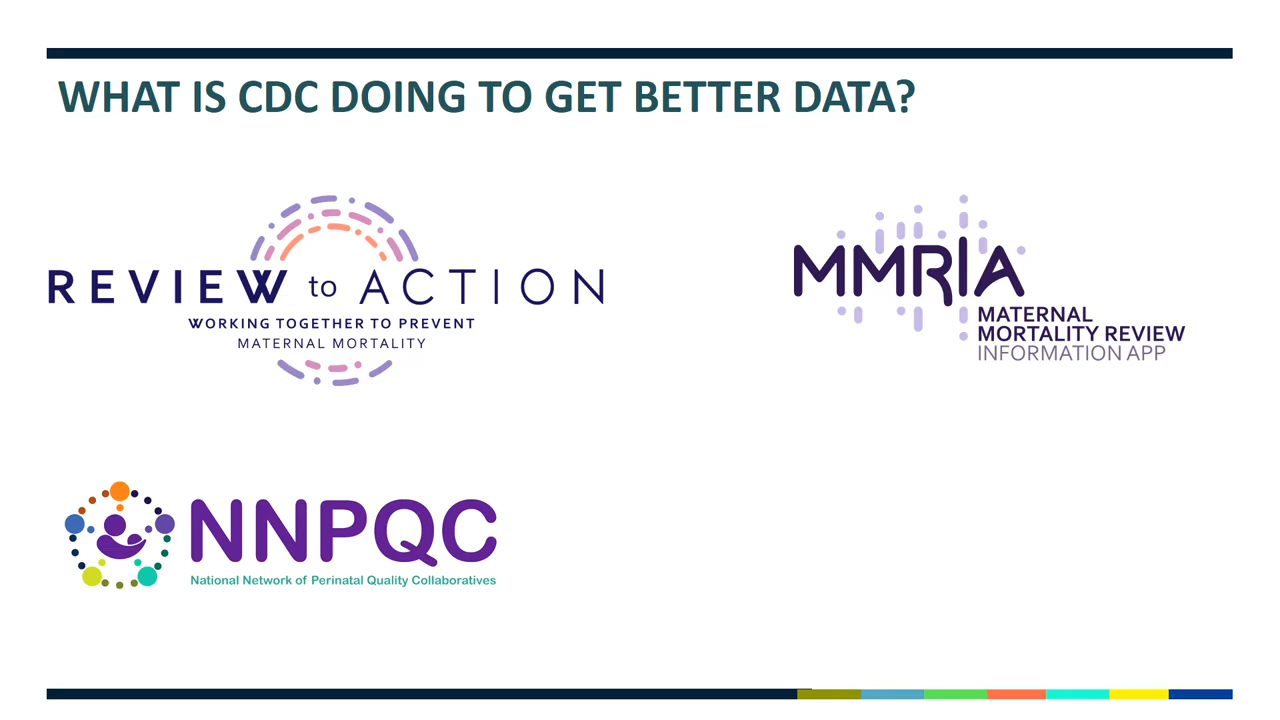 WHAT IS CDC DOING TO GET BETTER DATA?
REVIEW to ACTION
WORKING TOGETHER TO PREVENT
MATERNAL MORTALITY
MMRIA
MATERNAL
MORTALITY REVIEW
INFORMATION APP
NNPQC
National Network of Perinatal Quality Collaboratives